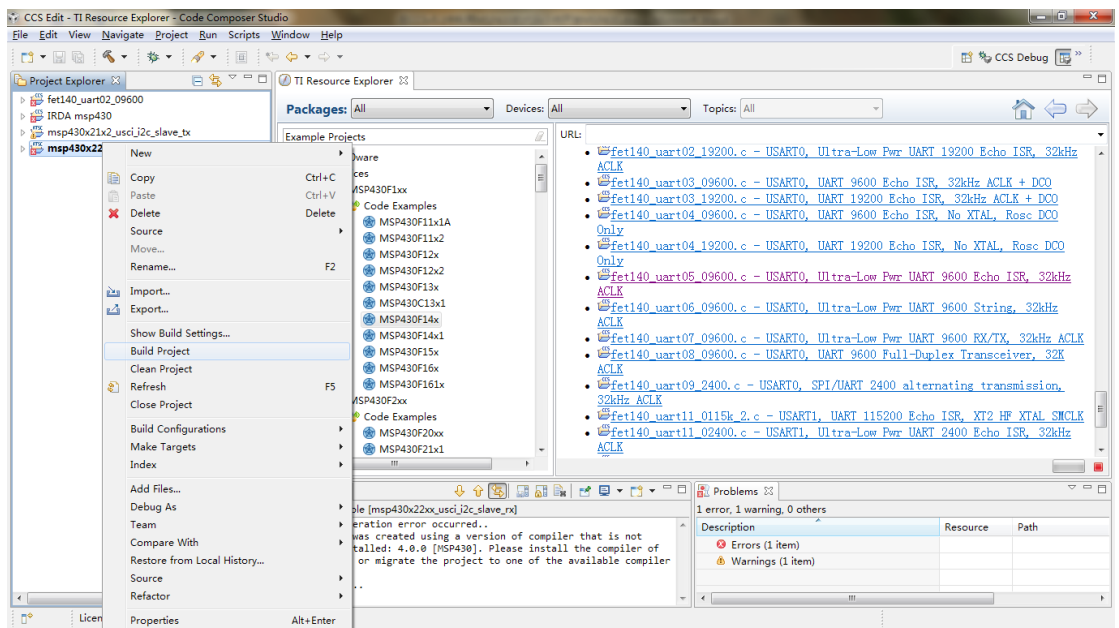 CCS Edit - TI Resource Explorer - Code Composer Studio
File Edit View Navigate Project Run Scripts Window Help
CCS Debug
Project Explorer
fet140_uart02_09600
IRDA msp430
msp430x21x2_usci_i2c_slave_tx
msp430x22
New
Copy Ctrl+C
Paste Ctrl+V
Delete Delete
Source
Move...
Rename... F2
Import...
Export...
Show Build Settings...
Build Project
Clean Project
Refresh F5
Close Project
Build Configurations
Make Targets
Index
Add Files...
Debug As
Team
Compare With
Restore from Local History...
Source
Refactor
Properties Alt+Enter
Licen
TI Resource Explorer
Packages: All Devices: All Topics: All
Example Projects
ware
ces
MSP430F1xx
Code Examples
MSP430F11x1A
MSP430F11x2
MSP430F12x
MSP430F12x2
MSP430F13x
MSP430C13x1
MSP430F14x
MSP430F14x1
MSP430F15x
MSP430F16x
MSP430F161x
MSP430F2xx
Code Examples
MSP430F20xx
MSP430F21x1
URL:
fet140_uart02_19200.c - USART0, Ultra-Low Pwr UART 19200 Echo ISR, 32kHz
ACLK
fet140_uart03_09600.c - USART0, UART 9600 Echo ISR, 32kHz ACLK + DCO
fet140_uart03_19200.c - USART0, UART 19200 Echo ISR, 32kHz ACLK + DCO
fet140_uart04_09600.c - USART0, UART 9600 Echo ISR, No XTAL, Rosc DCO
Only
fet140_uart04_19200.c - USART0, UART 19200 Echo ISR, No XTAL, Rosc DCO
Only
fet140_uart05_09600.c - USART0, Ultra-Low Pwr UART 9600 Echo ISR, 32kHz
ACLK
fet140_uart06_09600.c - USART0, Ultra-Low Pwr UART 9600 String, 32kHz
ACLK
fet140_uart07_09600.c - USART0, Ultra-Low Pwr UART 9600 RX/TX, 32kHz ACLK
fet140_uart08_09600.c - USART0, UART 9600 Full-Duplex Transceiver, 32K
ACLK
fet140_uart09_2400.c - USART0, SPI/UART 2400 alternating transmission,
32kHz ACLK
fet140_uart11_0115k_2.c - USART1, UART 115200 Echo ISR, XT2 HF XTAL SMCLK
fet140_uart11_02400.c - USART1, Ultra-Low Pwr UART 2400 Echo ISR, 32kHz
ACLK
ole [msp430x22xx_usci_i2c_slave_rx]
eration error occurred..
was created using a version of compiler that is not
talled: 4.0.0 [MSP430]. Please install the compiler of
or migrate the project to one of the available compiler
..
Problems
1 error, 1 warning, 0 others
Description Resource Path
Errors (1 item)
Warnings (1 item)